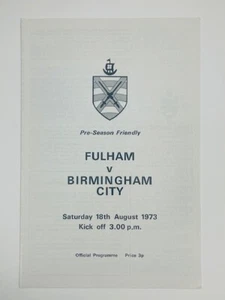 Pre-Season Friendly
FULHAM
v
BIRMINGHAM
CITY
Saturday 18th August 1973
Kick off 3.00 p.m.
Official Programme Price 3p